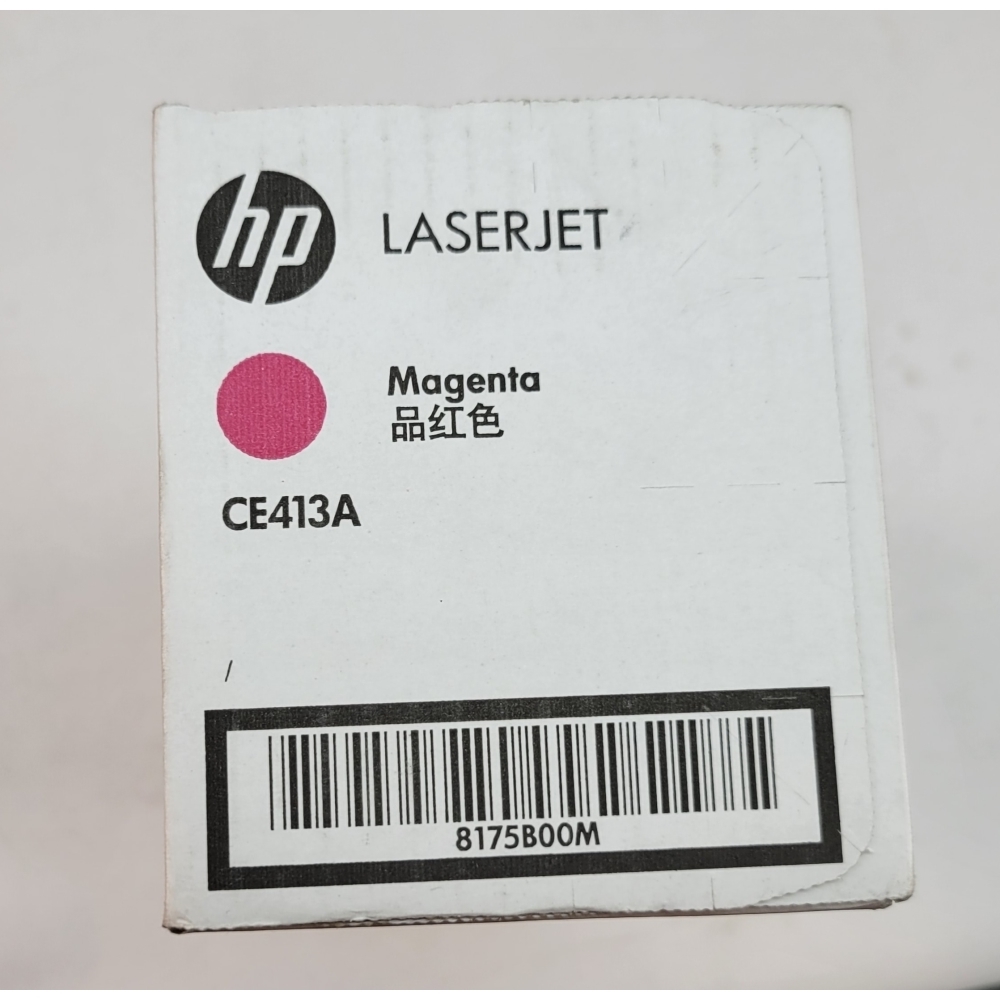 hp
LASERJET
Magenta
品红色
CE413A
/
8175B00M